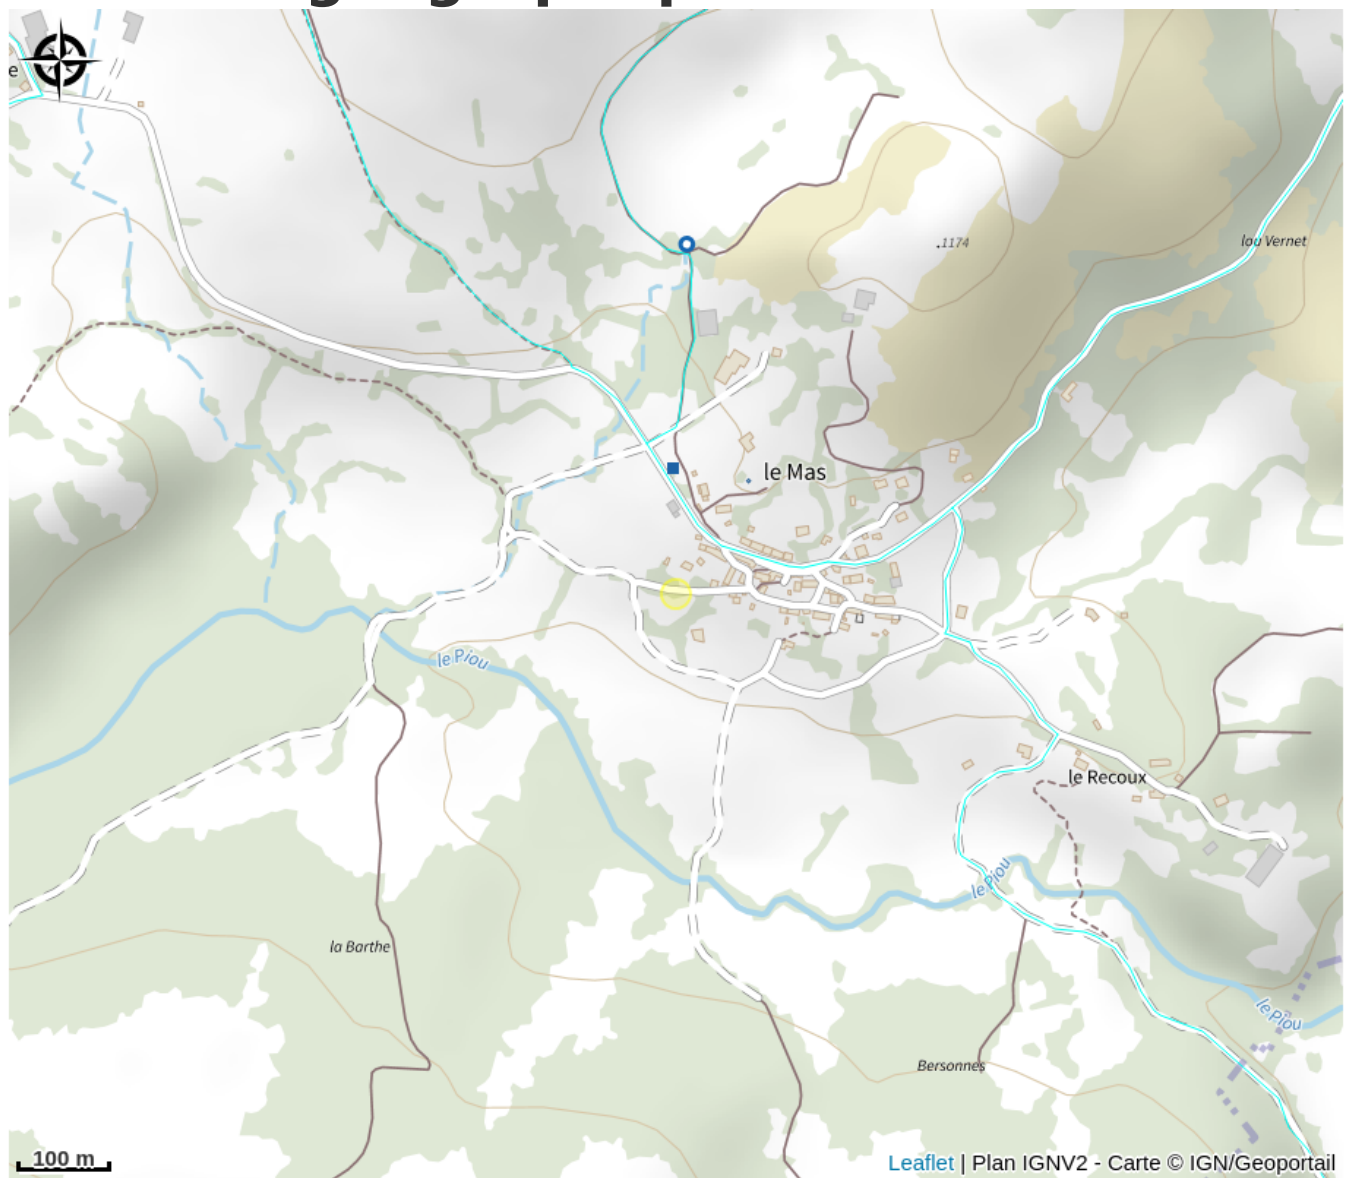 e
1174
lou Vernet
le Mas
le Piou
le Recoux
le Piou
la Barthe
le Piou
Bersonnes
100 m
Leaflet | Plan IGNV2 - Carte © IGN/Geoportail